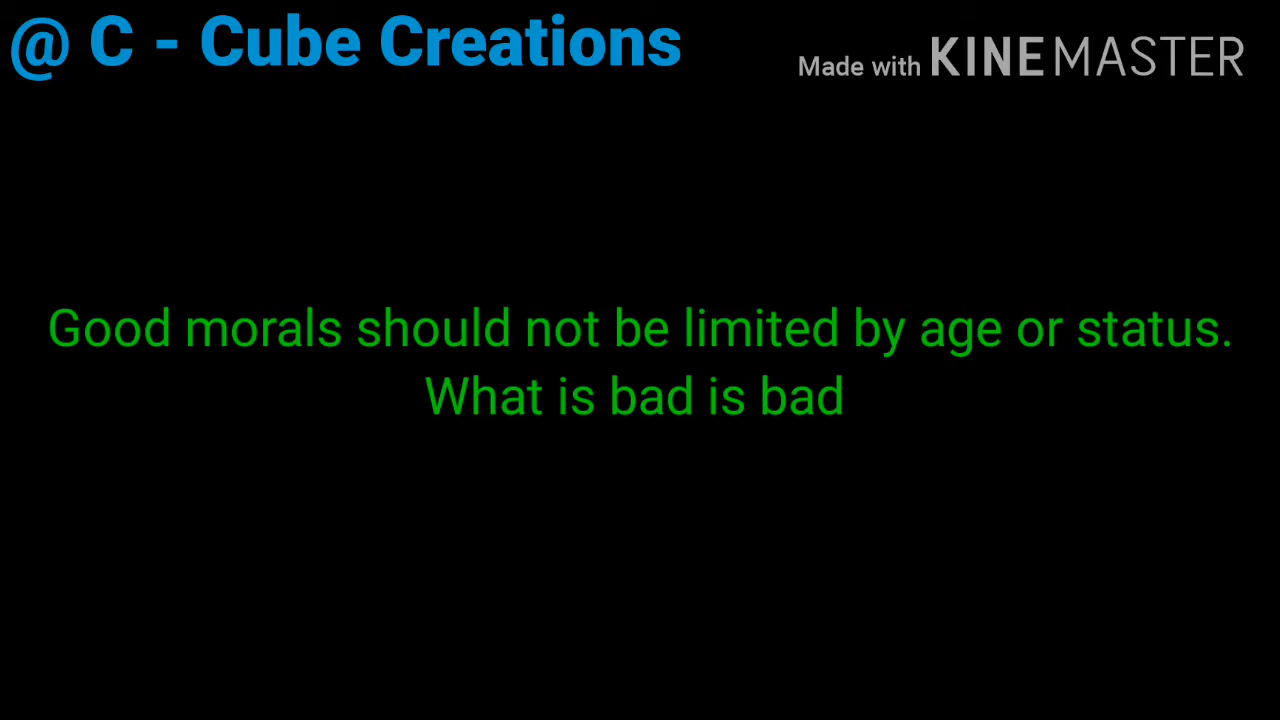 @ C - Cube Creations
Made with KINEMASTER
Good morals should not be limited by age or status.
What is bad is bad